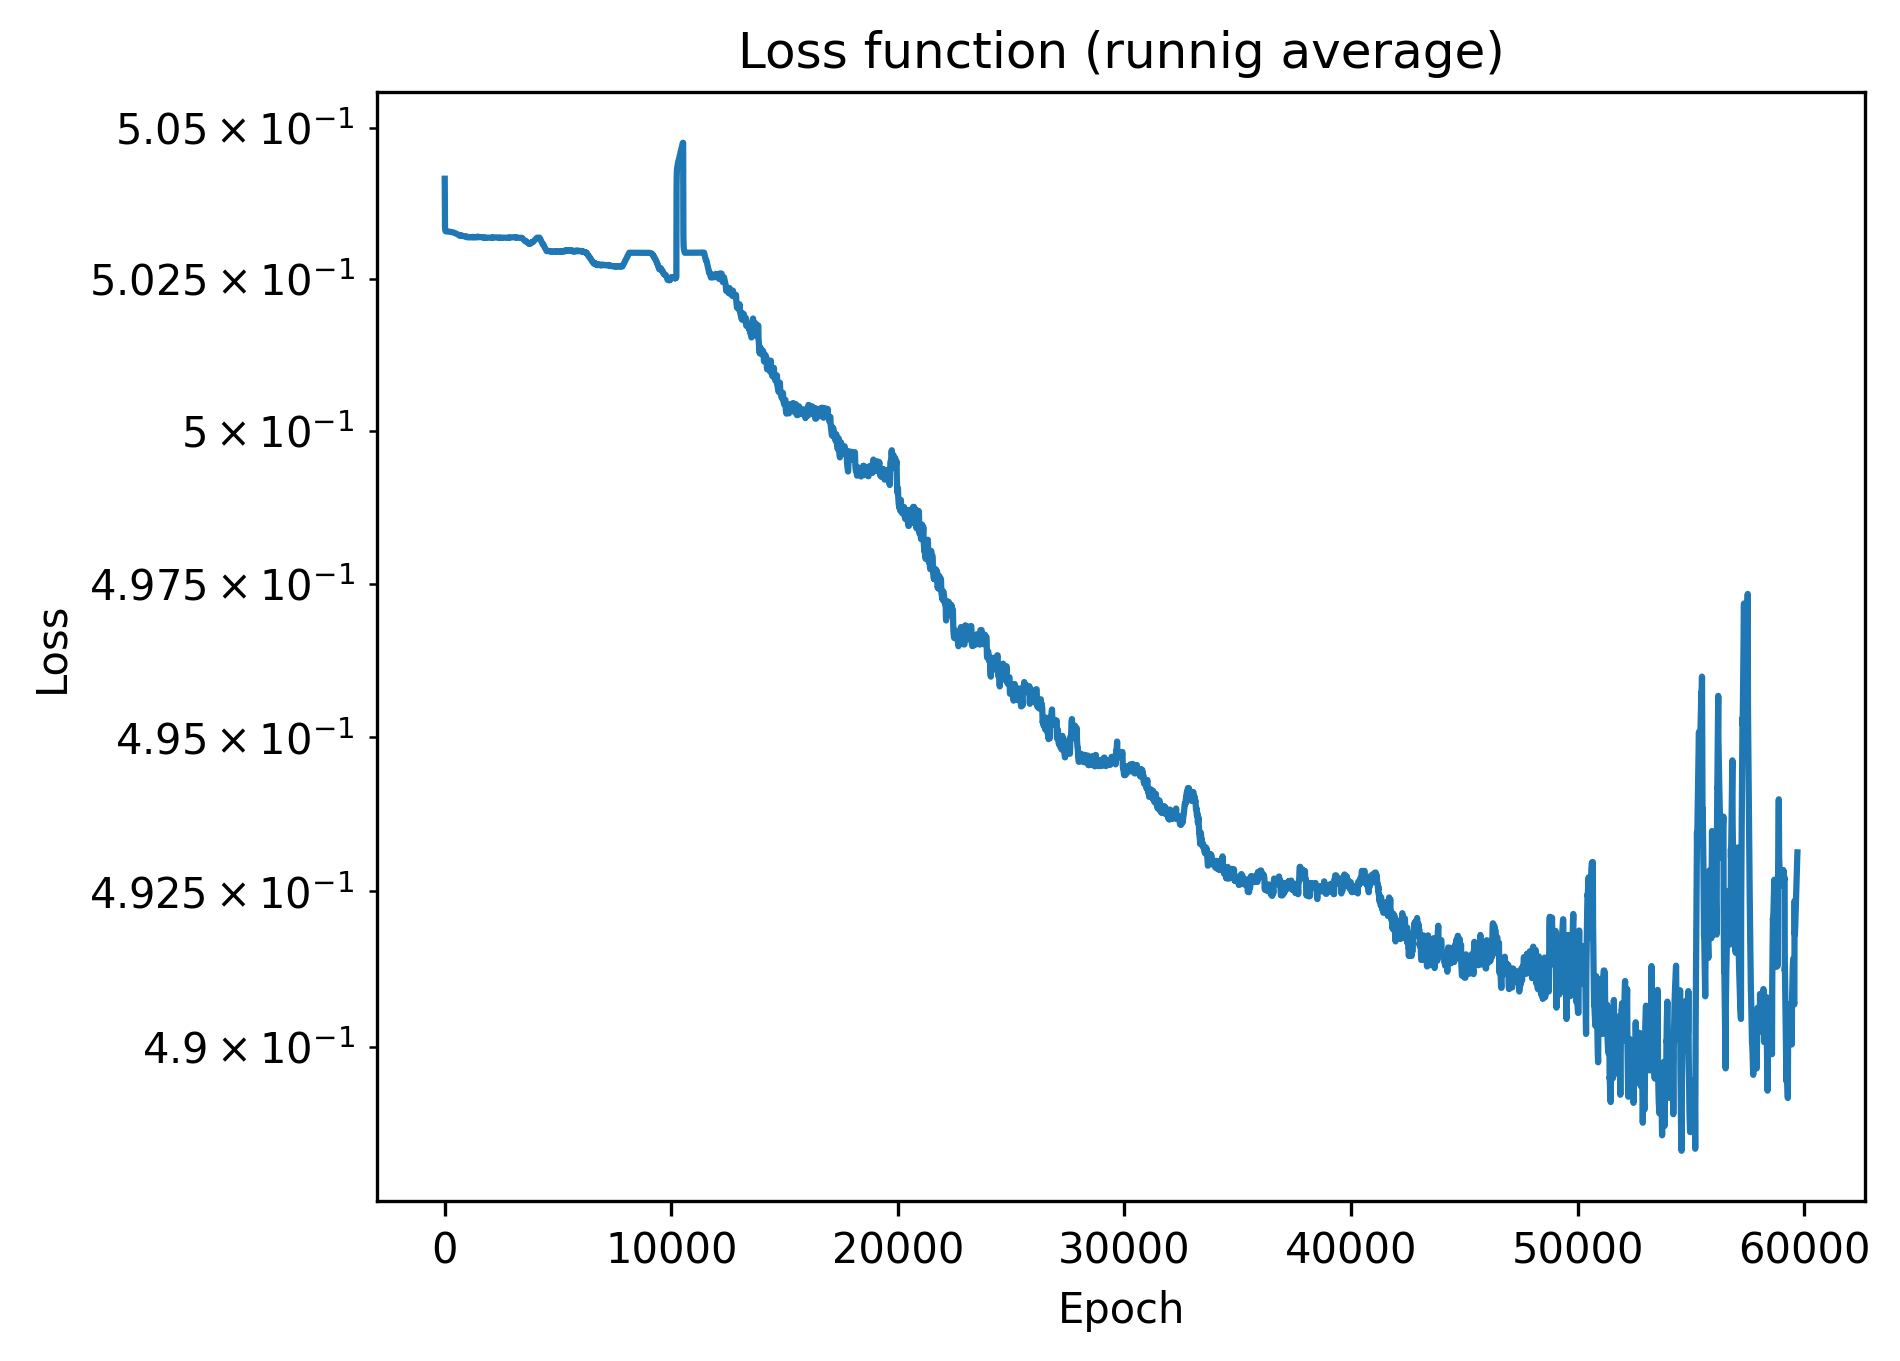 Loss function (runnig average)
5.05 × 10⁻¹
5.025 × 10⁻¹
5 × 10⁻¹
4.975 × 10⁻¹
4.95 × 10⁻¹
4.925 × 10⁻¹
4.9 × 10⁻¹
Loss
0 10000 20000 30000 40000 50000 60000
Epoch